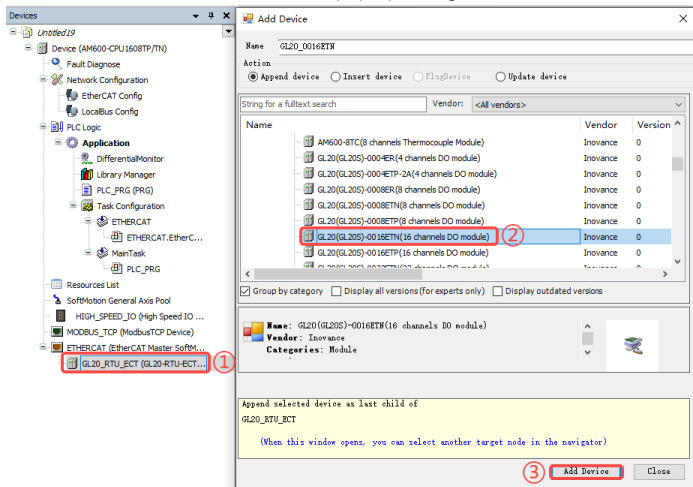 Devices
Untitled19
Device (AM600-CPU1608TP/TN)
Fault Diagnose
Network Configuration
EtherCAT Config
LocalBus Config
PLC Logic
Application
DifferentialMonitor
Library Manager
PLC_PRG (PRG)
Task Configuration
ETHERCAT
ETHERCAT.EtherC...
MainTask
PLC_PRG
Resources List
SoftMotion General Axis Pool
HIGH_SPEED_IO (High Speed IO ...
MODBUS_TCP (ModbusTCP Device)
ETHERCAT (EtherCAT Master SoftM...
GL20_RTU_ECT (GL20-RTU-ECT... ①
Add Device
Name GL20_0016ETN
Action
Append device Insert device PlugDevice Update device
String for a fulltext search Vendor: <All vendors>
Name Vendor Version
AM600-8TC(8 channels Thermocouple Module) Inovance 0
GL20(GL20S)-0004ER(4 channels DO module) Inovance 0
GL20(GL20S)-0004ETP-2A(4 channels DO module) Inovance 0
GL20(GL20S)-0008ER(8 channels DO module) Inovance 0
GL20(GL20S)-0008ETN(8 channels DO module) Inovance 0
GL20(GL20S)-0008ETP(8 channels DO module) Inovance 0
GL20(GL20S)-0016ETN(16 channels DO module) ② Inovance 0
GL20(GL20S)-0016ETP(16 channels DO module) Inovance 0
Group by category Display all versions (for experts only) Display outdated versions
Name: GL20(GL20S)-0016ETN(16 channels DO module)
Vendor: Inovance
Categories: Module
Append selected device as last child of
GL20_RTU_ECT
(When this window opens, you can select another target node in the navigator)
③ Add Device Close